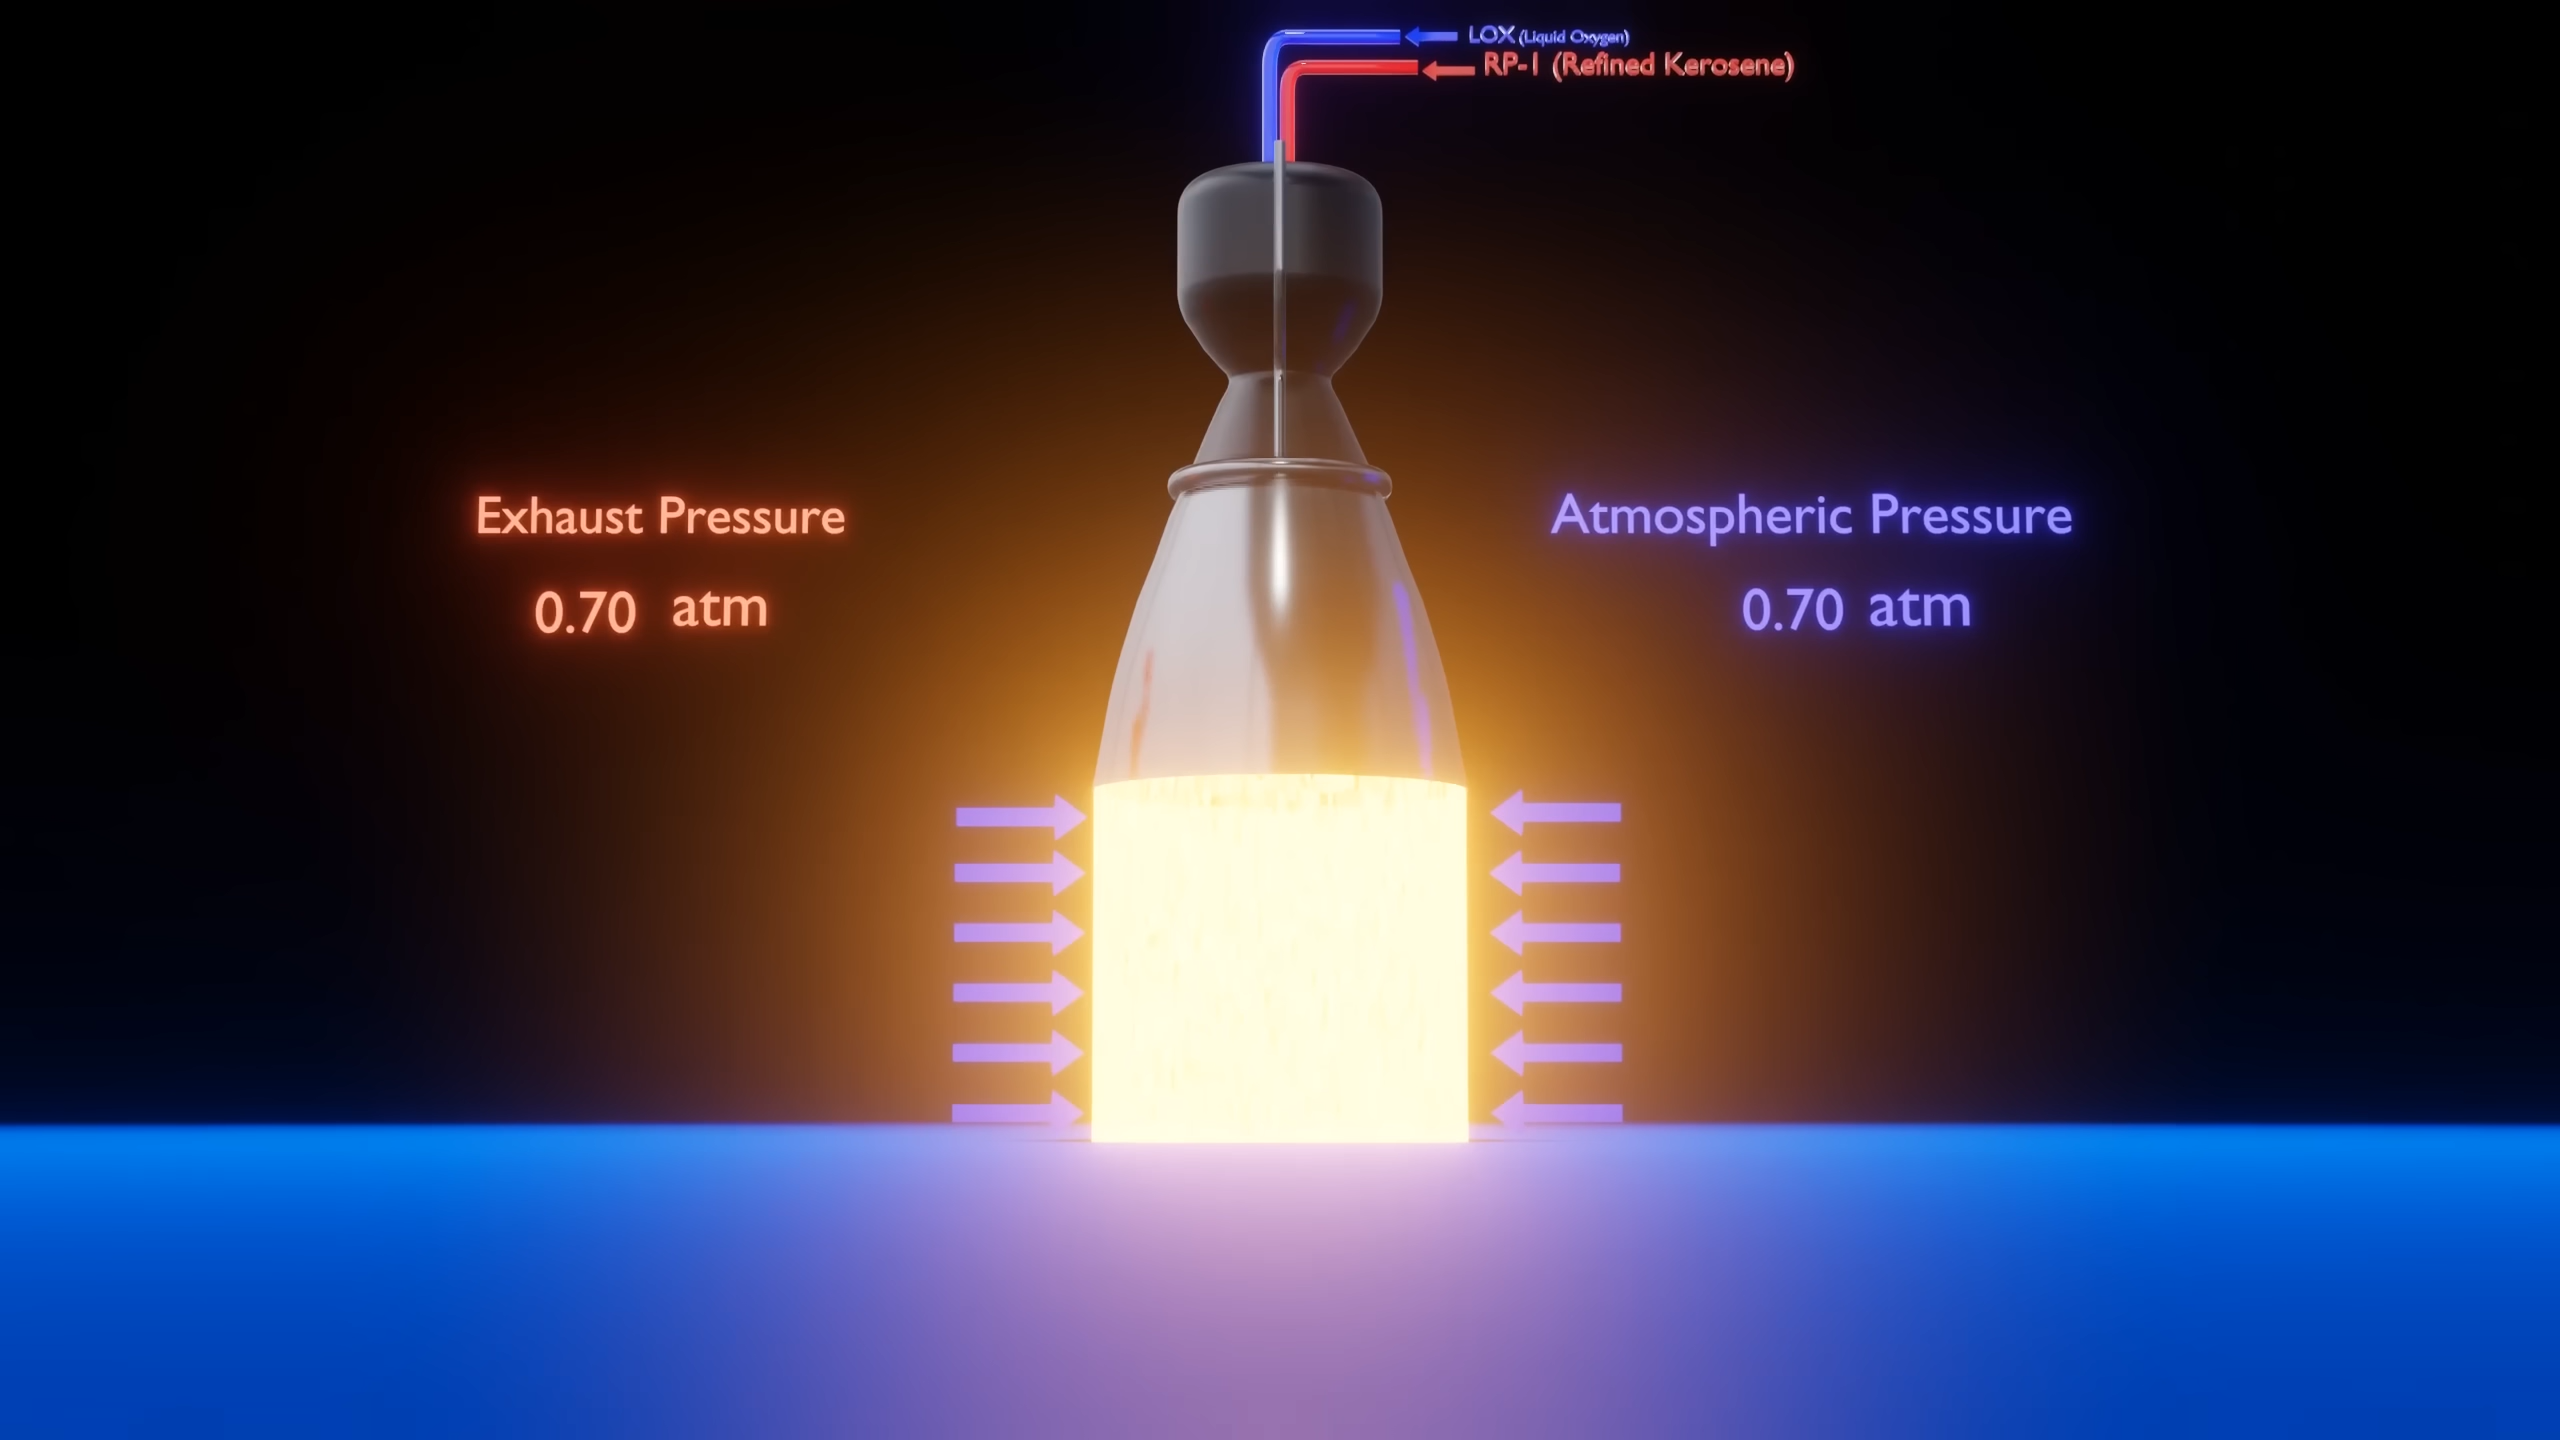 LOX (Liquid Oxygen)
RP-1 (Refined Kerosene)
Exhaust Pressure
0.70 atm
Atmospheric Pressure
0.70 atm